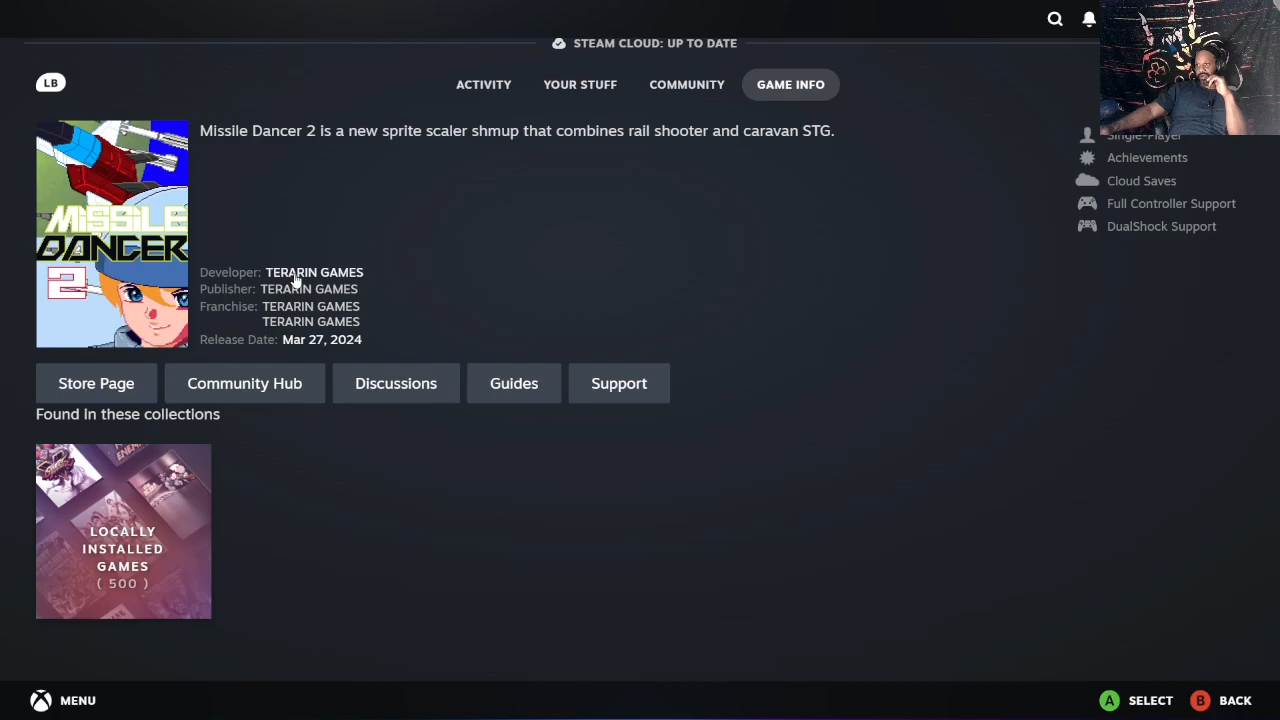 STEAM CLOUD: UP TO DATE
LB
ACTIVITY
YOUR STUFF
COMMUNITY
GAME INFO
MISSILE
DANCER
2
Missile Dancer 2 is a new sprite scaler shmup that combines rail shooter and caravan STG.
Developer: TERARIN GAMES
Publisher: TERARIN GAMES
Franchise: TERARIN GAMES
TERARIN GAMES
Release Date: Mar 27, 2024
Single-Player
Achievements
Cloud Saves
Full Controller Support
DualShock Support
Store Page
Community Hub
Discussions
Guides
Support
Found in these collections
LOCALLY
INSTALLED
GAMES
( 500 )
MENU
A SELECT
B BACK